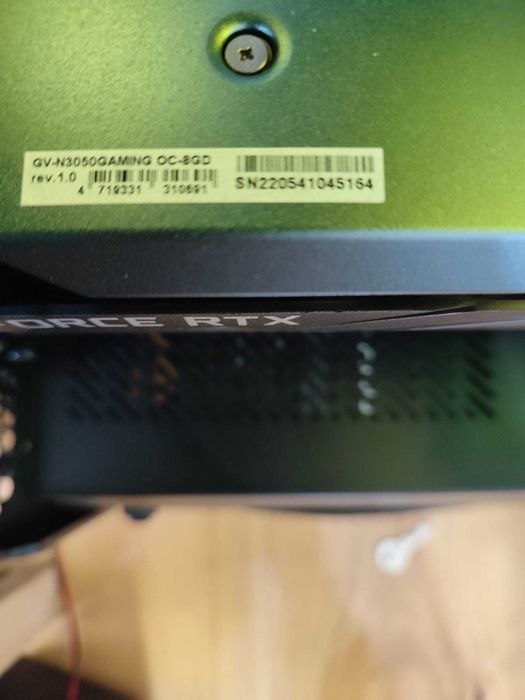 GV-N3050GAMING OC-8GD
rev.1.0
4 719331 310691
SN220541045164
FORCE RTX